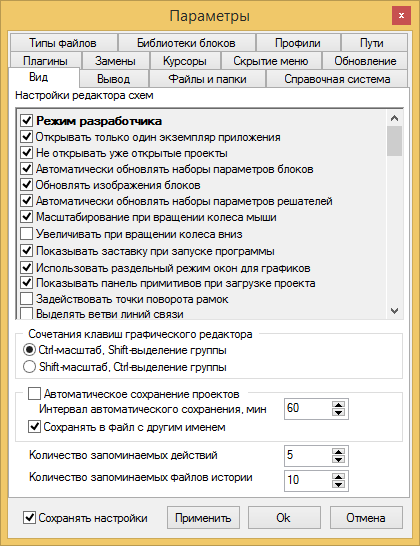 Параметры
Типы файлов Библиотеки блоков Профили Пути
Плагины Замены Курсоры Скрытие меню Обновление
Вид Вывод Файлы и папки Справочная система
Настройки редактора схем
Режим разработчика
Открывать только один экземпляр приложения
Не открывать уже открытые проекты
Автоматически обновлять наборы параметров блоков
Обновлять изображения блоков
Автоматически обновлять наборы параметров решателей
Масштабирование при вращении колеса мыши
Увеличивать при вращении колеса вниз
Показывать заставку при запуске программы
Использовать раздельный режим окон для графиков
Показывать панель примитивов при загрузке проекта
Задействовать точки поворота рамок
Выделять ветви линий связи
Сочетания клавиш графического редактора
Ctrl-масштаб, Shift-выделение группы
Shift-масштаб, Ctrl-выделение группы
Автоматическое сохранение проектов
Интервал автоматического сохранения, мин 60
Сохранять в файл с другим именем
Количество запоминаемых действий 5
Количество запоминаемых файлов истории 10
Сохранять настройки Применить Ok Отмена